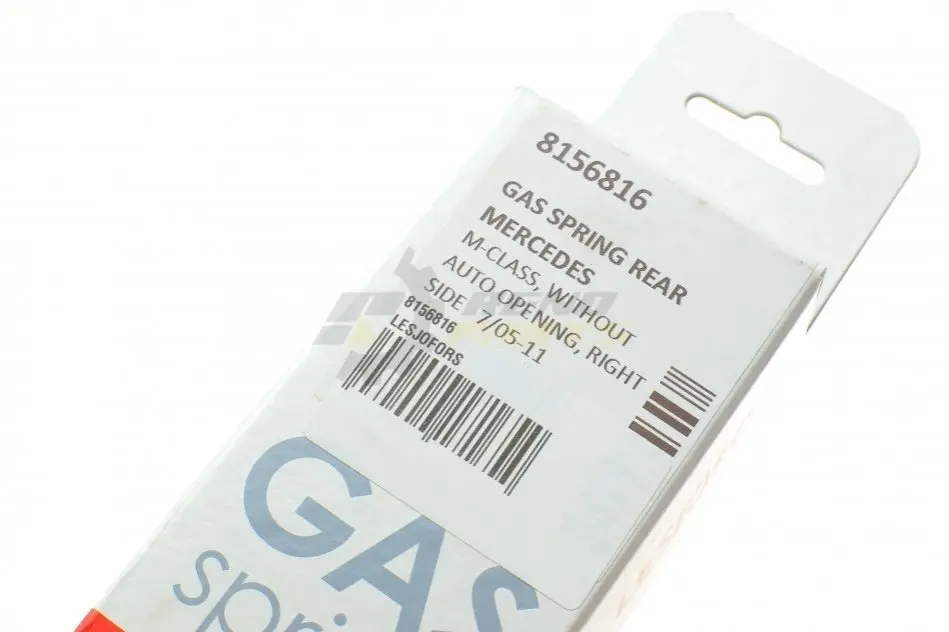 8156816
GAS SPRING REAR
MERCEDES
M-CLASS, WITHOUT
AUTO OPENING, RIGHT
SIDE 7/05-11
8156816
LESJOFORS
GAS
spri